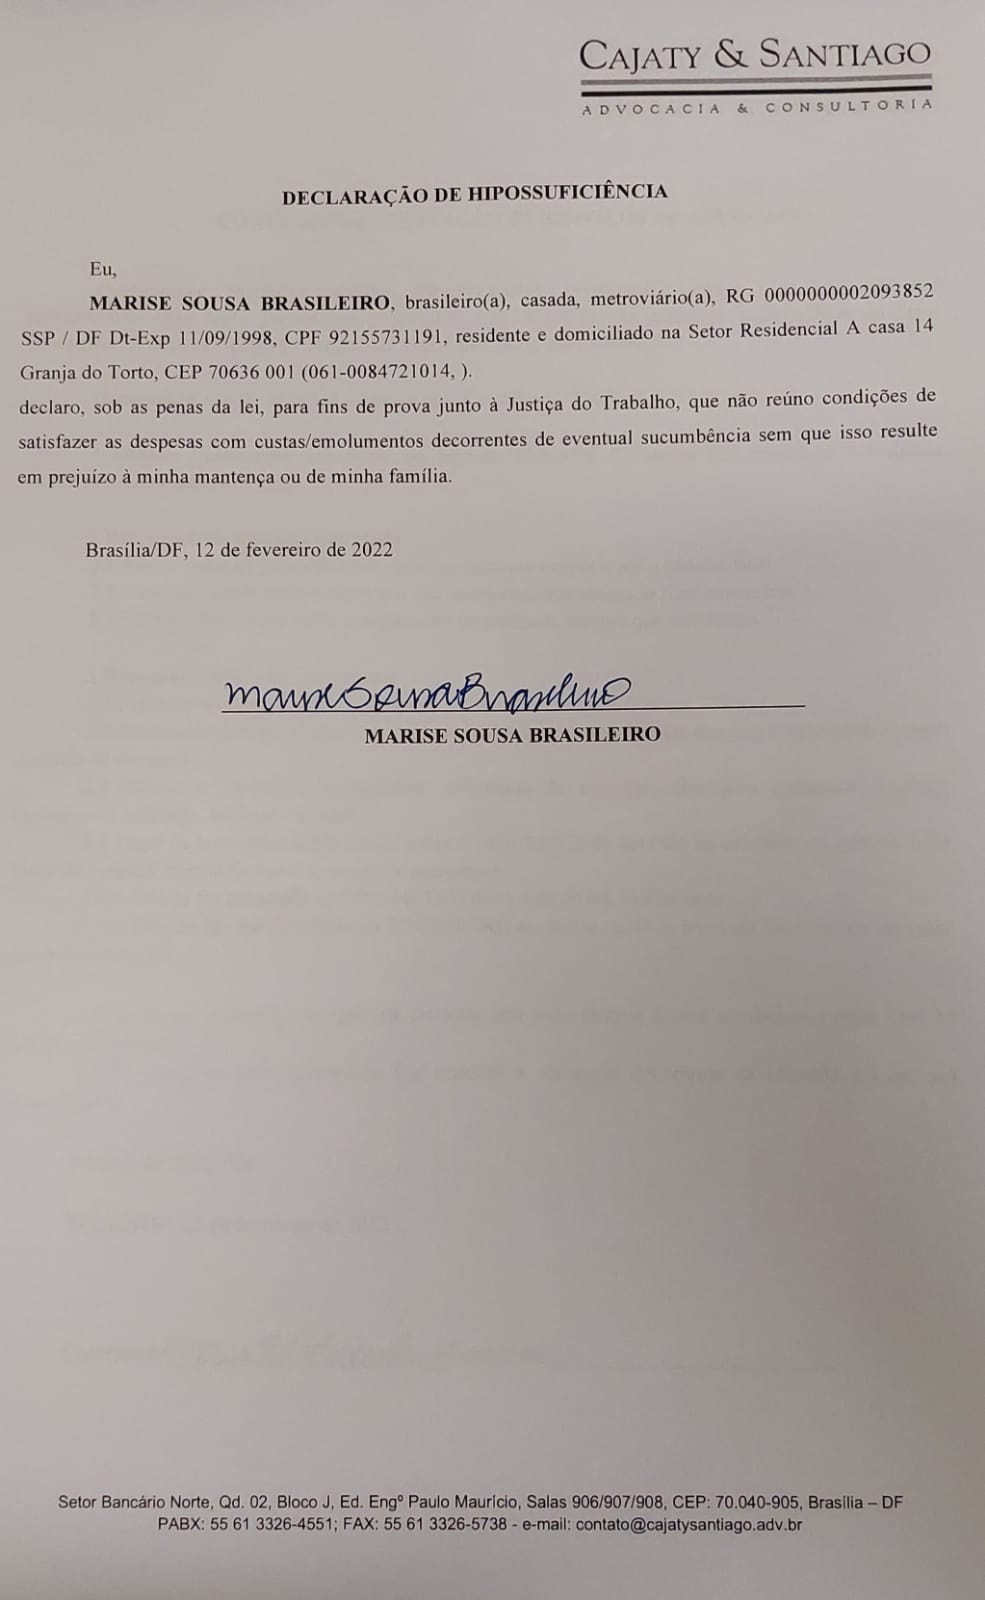 CAJATY & SANTIAGO
ADVOCACIA & CONSULTORIA
DECLARAÇÃO DE HIPOSSUFICIÊNCIA
Eu,
MARISE SOUSA BRASILEIRO, brasileiro(a), casada, metroviário(a), RG 0000000002093852
SSP / DF Dt-Exp 11/09/1998, CPF 92155731191, residente e domiciliado na Setor Residencial A casa 14
Granja do Torto, CEP 70636 001 (061-0084721014, ).
declaro, sob as penas da lei, para fins de prova junto à Justiça do Trabalho, que não reúno condições de
satisfazer as despesas com custas/emolumentos decorrentes de eventual sucumbência sem que isso resulte
em prejuízo à minha mantença ou de minha família.
Brasília/DF, 12 de fevereiro de 2022
Marise Sousa Brasileiro
MARISE SOUSA BRASILEIRO
Setor Bancário Norte, Qd. 02, Bloco J, Ed. Engº Paulo Maurício, Salas 906/907/908, CEP: 70.040-905, Brasília – DF
PABX: 55 61 3326-4551; FAX: 55 61 3326-5738 - e-mail: contato@cajatysantiago.adv.br